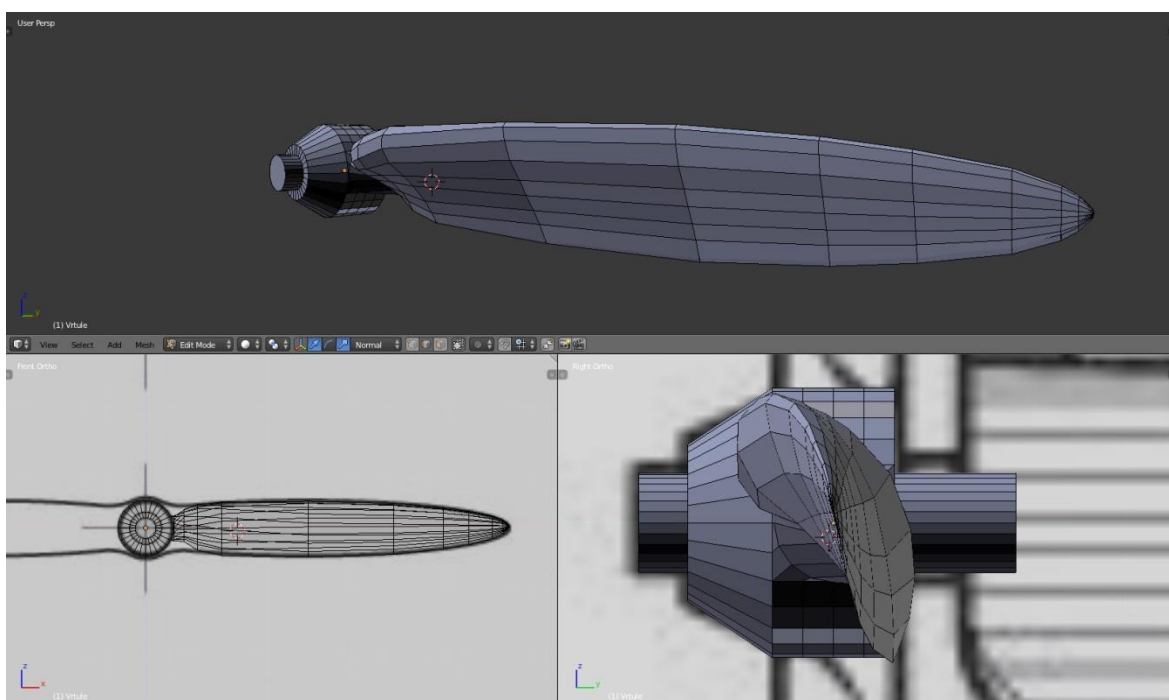 User Persp
z
y
(1) Vrtule
View Select Add Mesh Edit Mode Normal
Front Ortho
z
x
(1) Vrtule
Right Ortho
z
y
(1) Vrtule